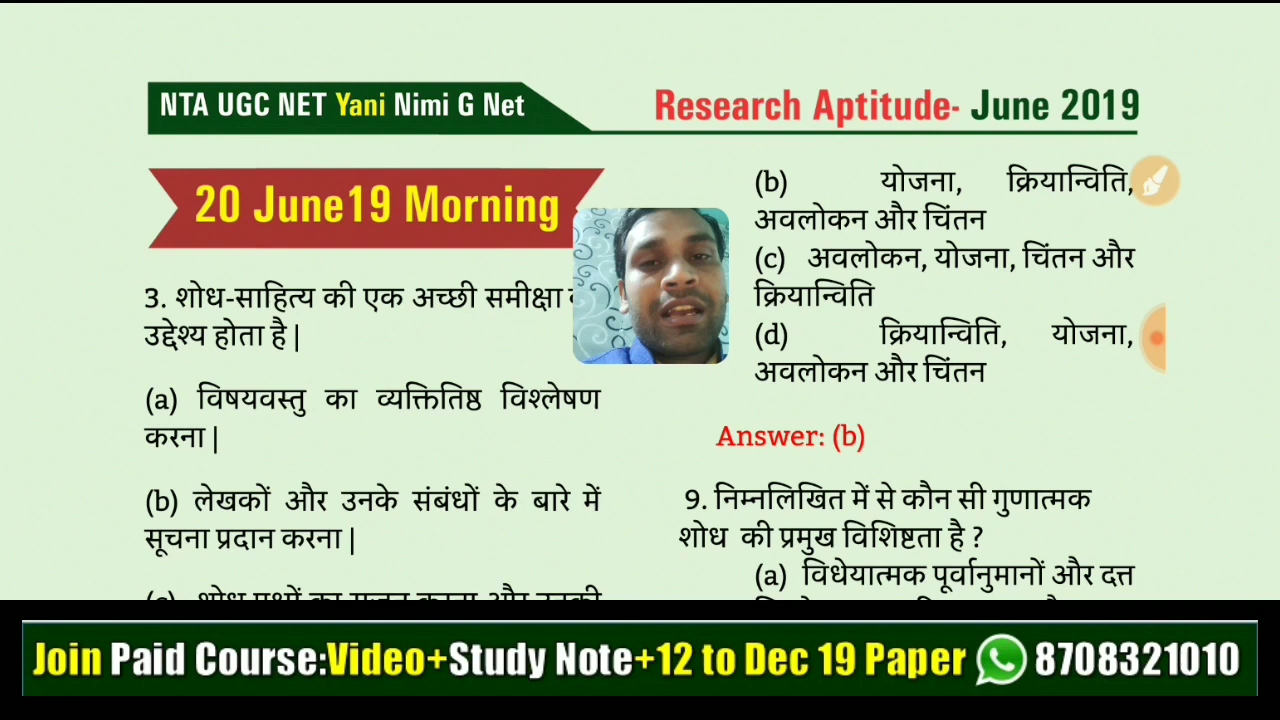 NTA UGC NET Yani Nimi G Net
Research Aptitude- June 2019
20 June19 Morning
3. शोध-साहित्य की एक अच्छी समीक्षा
उद्देश्य होता है |
(a) विषयवस्तु का व्यक्तितिष्ठ विश्लेषण
करना |
(b) लेखकों और उनके संबंधों के बारे में
सूचना प्रदान करना |
(b) योजना, क्रियान्विति,
अवलोकन और चिंतन
(c) अवलोकन, योजना, चिंतन और
क्रियान्विति
(d) क्रियान्विति, योजना,
अवलोकन और चिंतन
Answer: (b)
9. निम्नलिखित में से कौन सी गुणात्मक
शोध की प्रमुख विशिष्टता है ?
(a) विधेयात्मक पूर्वानुमानों और दत्त
Join Paid Course:Video+Study Note+12 to Dec 19 Paper 8708321010